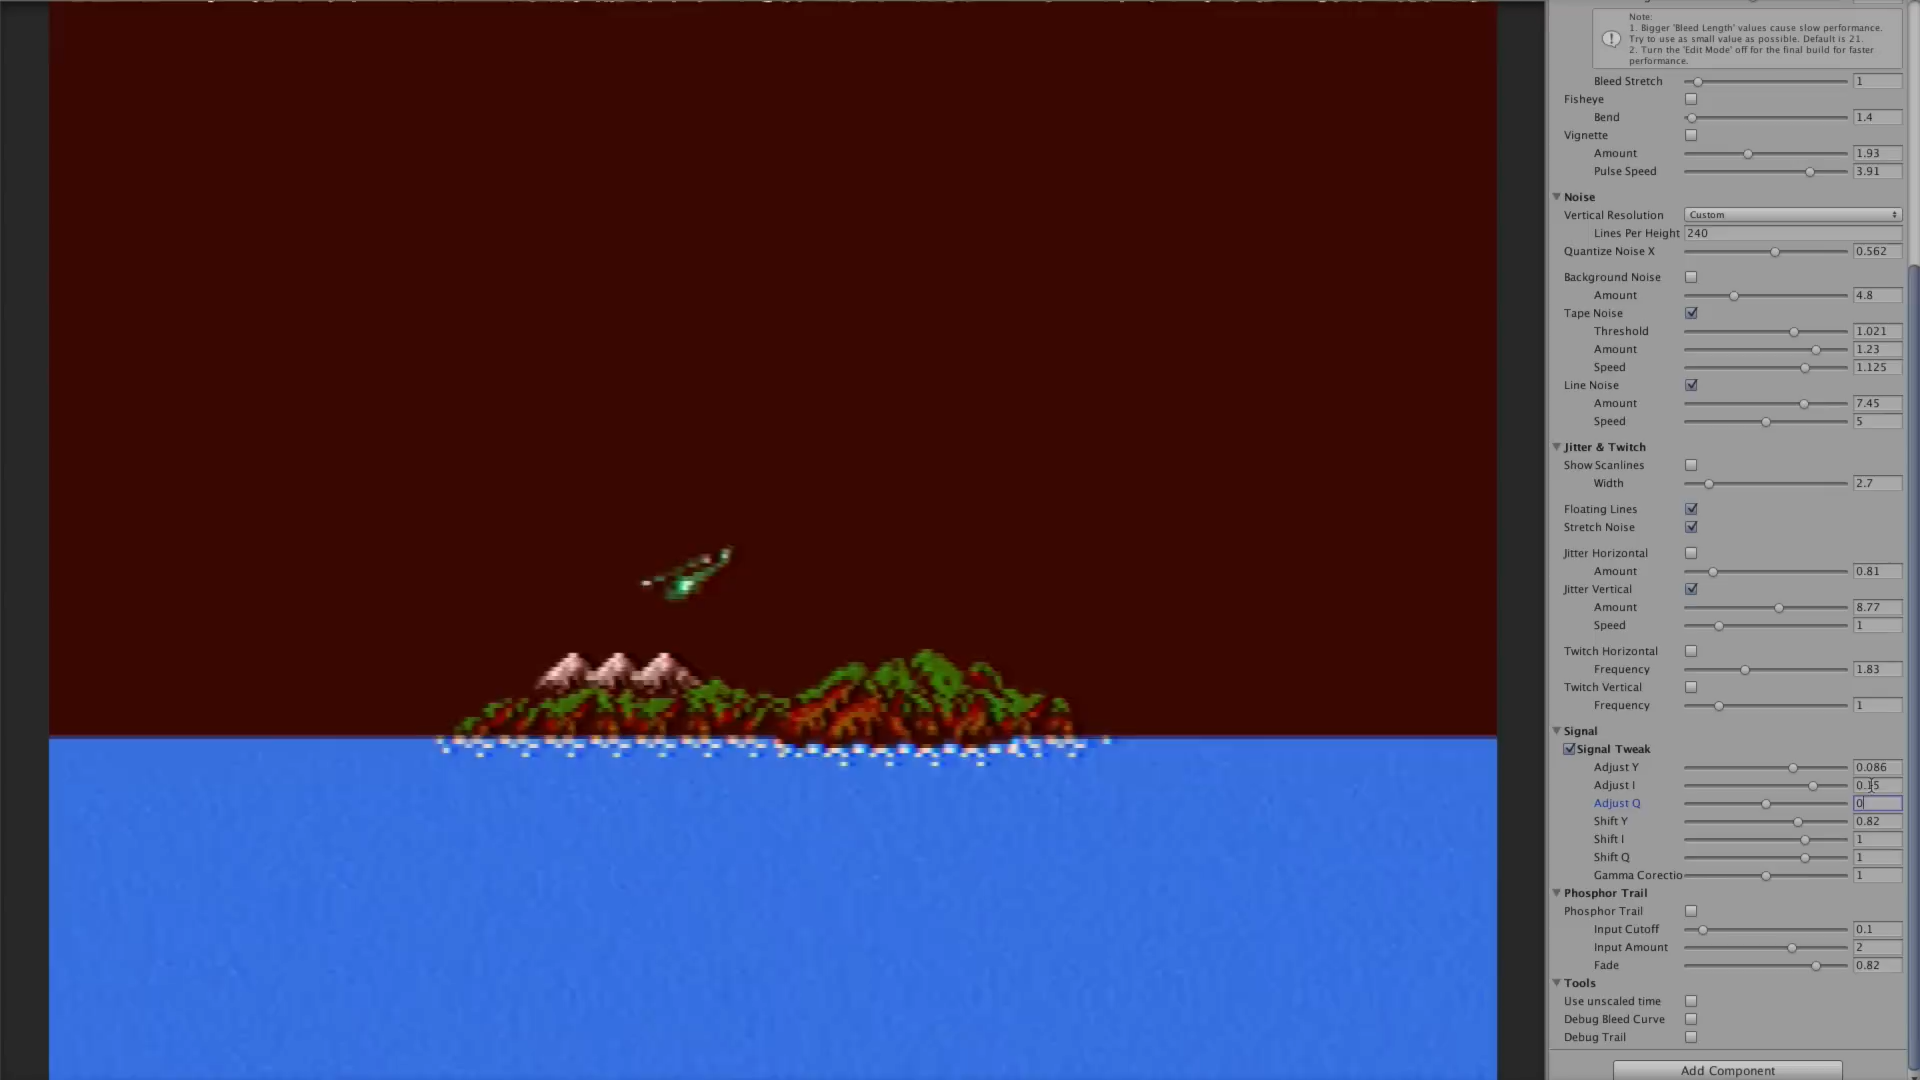 Note:
1. Bigger 'Bleed Length' values cause slow performance.
Try to use as small value as possible. Default is 21.
2. Turn the 'Edit Mode' off for the final build for faster
performance.
Bleed Stretch 1
Fisheye
Bend 1.4
Vignette
Amount 1.93
Pulse Speed 3.91
Noise
Vertical Resolution Custom
Lines Per Height 240
Quantize Noise X 0.562
Background Noise
Amount 4.8
Tape Noise
Threshold 1.021
Amount 1.23
Speed 1.125
Line Noise
Amount 7.45
Speed 5
Jitter & Twitch
Show Scanlines
Width 2.7
Floating Lines
Stretch Noise
Jitter Horizontal
Amount 0.81
Jitter Vertical
Amount 8.77
Speed 1
Twitch Horizontal
Frequency 1.83
Twitch Vertical
Frequency 1
Signal
Signal Tweak
Adjust Y 0.086
Adjust I 0.15
Adjust Q 0
Shift Y 0.82
Shift I 1
Shift Q 1
Gamma Corectio 1
Phosphor Trail
Phosphor Trail
Input Cutoff 0.1
Input Amount 2
Fade 0.82
Tools
Use unscaled time
Debug Bleed Curve
Debug Trail
Add Component